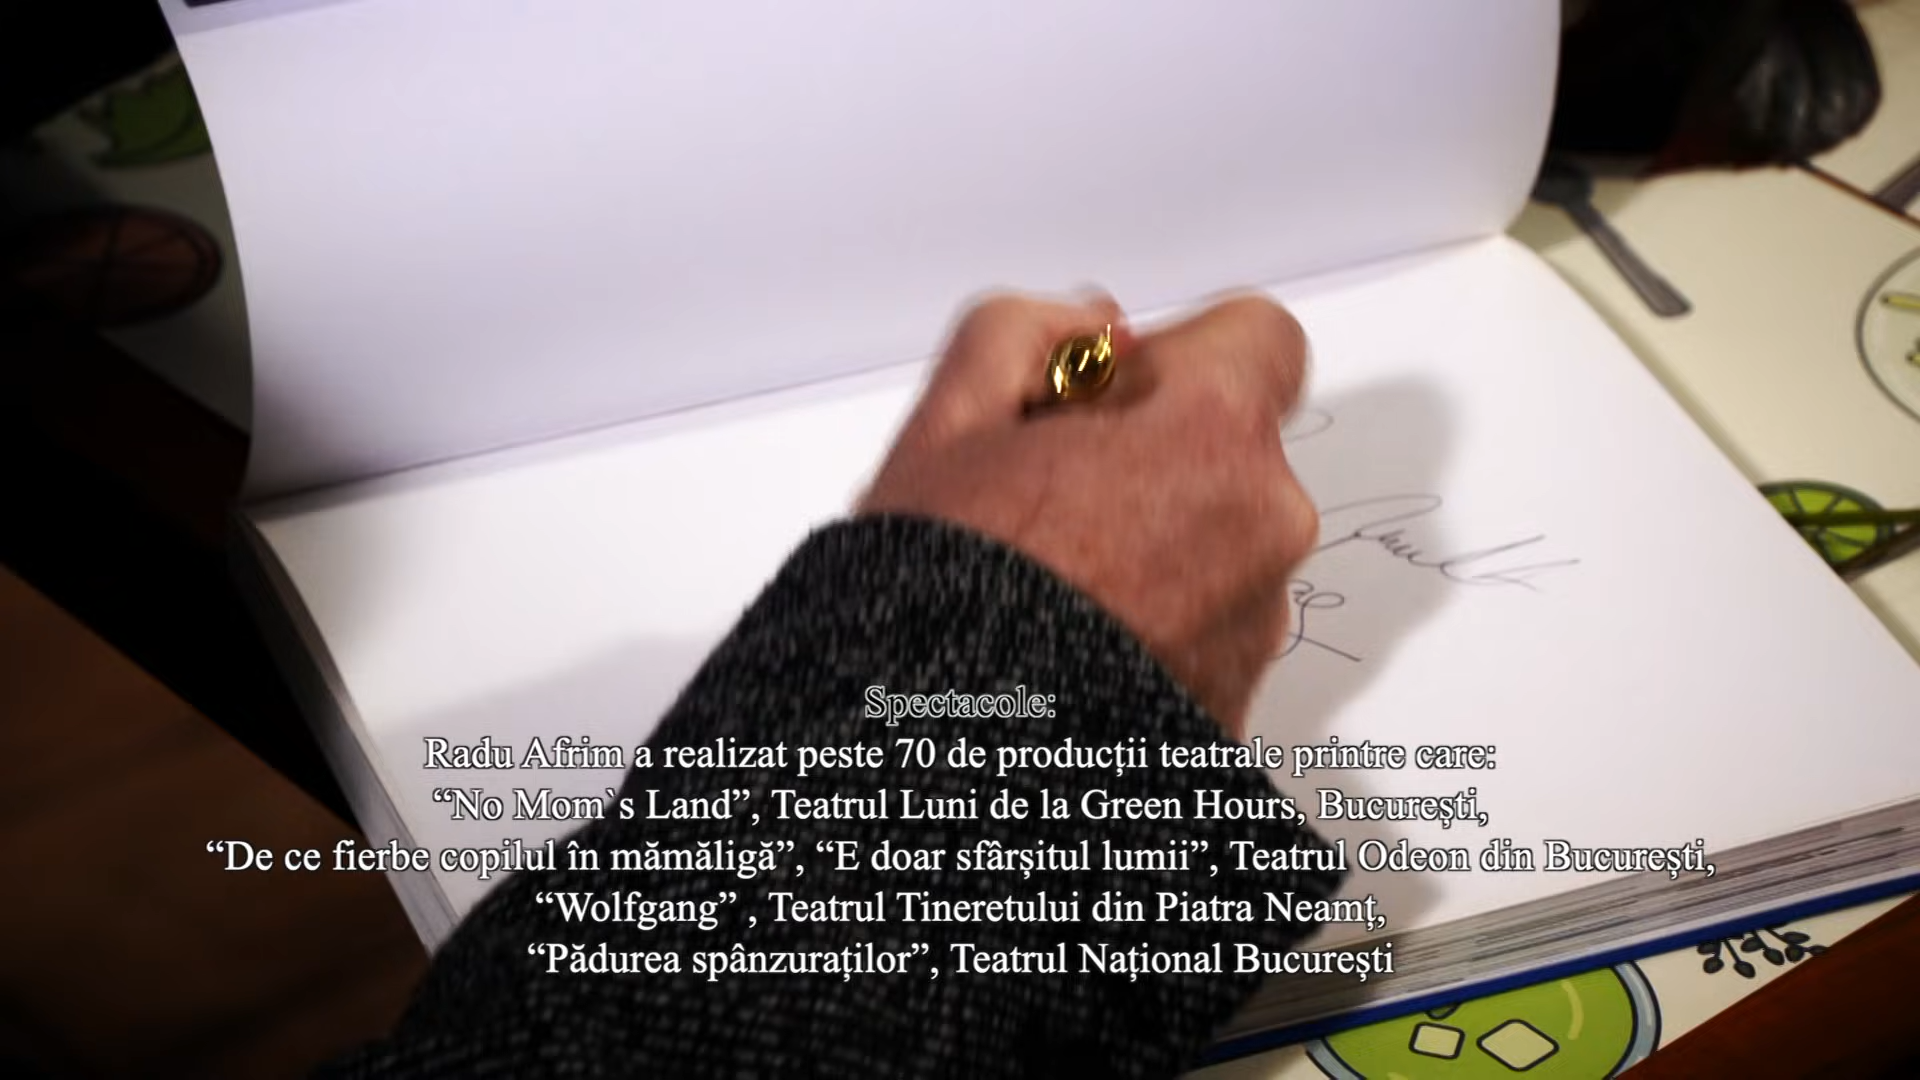 Spectacole:
Radu Afrim a realizat peste 70 de producții teatrale printre care:
“No Mom`s Land”, Teatrul Luni de la Green Hours, București,
“De ce fierbe copilul în mămăligă”, “E doar sfârșitul lumii”, Teatrul Odeon din București,
“Wolfgang” , Teatrul Tineretului din Piatra Neamț,
“Pădurea spânzuraților”, Teatrul Național București